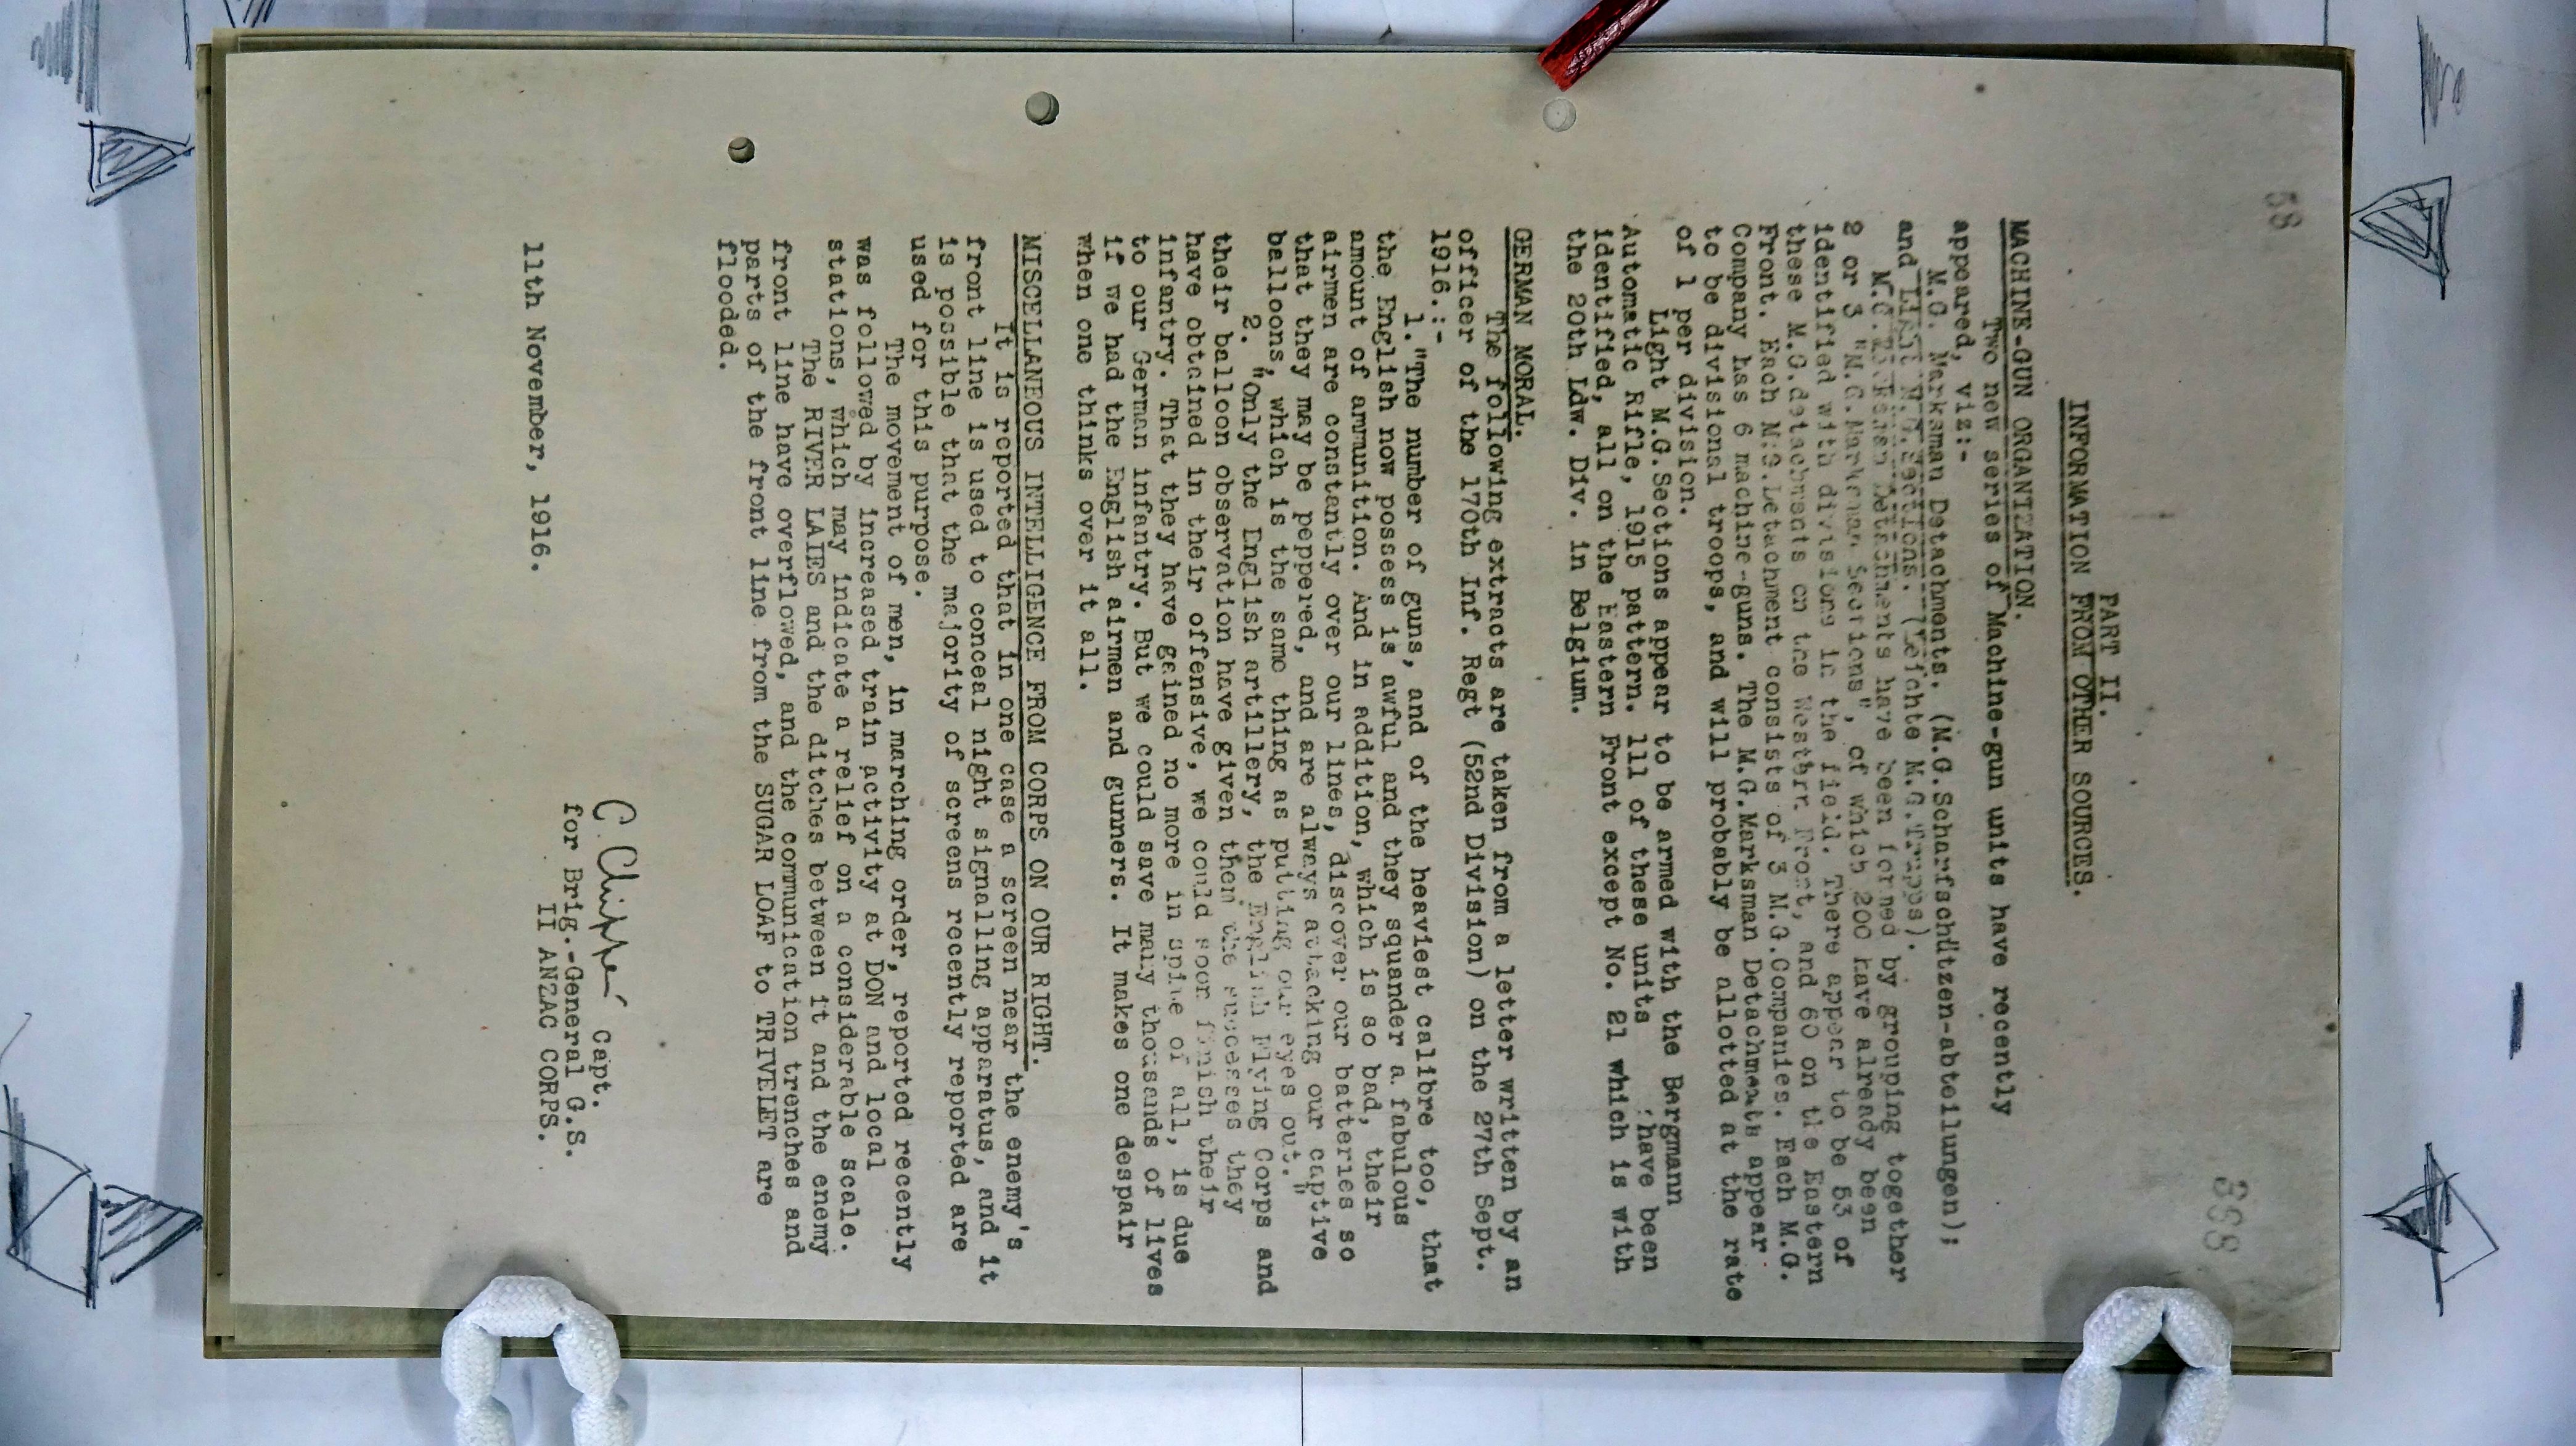 58
868
PART II.
INFORMATION FROM OTHER SOURCES.
MACHINE-GUN ORGANIZATION.
Two new series of Machine-gun units have recently
appeared, viz:-
M.G. Marksman Detachments. (M.G.Scharfschützen-abteilungen);
and Light M.G.Sections. (Leichte M.G.Trupps).
M.G.Marksman Detachments have been formed by grouping together
2 or 3 "M.G.Marksman Sections", of which 200 have already been
identified with divisions in the field. There appear to be 53 of
these M.G.detachments on the Western Front, and 60 on the Eastern
Front. Each M.G.Detachment consists of 3 M.G.Companies. Each M.G.
Company has 6 machine-guns. The M.G.Marksman Detachments appear
to be divisional troops, and will probably be allotted at the rate
of 1 per division.
Light M.G.Sections appear to be armed with the Bergmann
Automatic Rifle, 1915 pattern. 111 of these units have been
identified, all on the Eastern Front except No. 21 which is with
the 20th Ldw. Div. in Belgium.
GERMAN MORAL.
The following extracts are taken from a letter written by an
officer of the 170th Inf. Regt (52nd Division) on the 27th Sept.
1916.:-
1."The number of guns, and of the heaviest calibre too, that
the English now possess is awful and they squander a fabulous
amount of ammunition. And in addition, which is so bad, their
airmen are constantly over our lines, discover our batteries so
that they may be peppered, and are always attacking our captive
balloons, which is the same thing as putting our eyes out."
2. "Only the English artillery, the English Flying Corps and
their balloon observation have given them the successes they
have obtained in their offensive, we could soon finish their
infantry. That they have gained no more in spite of all, is due
to our German infantry. But we could save many thousands of lives
if we had the English airmen and gunners. It makes one despair
when one thinks over it all.
MISCELLANEOUS INTELLIGENCE FROM CORPS ON OUR RIGHT.
It is reported that in one case a screen near the enemy's
front line is used to conceal night signalling apparatus, and it
is possible that the majority of screens recently reported are
used for this purpose.
The movement of men, in marching order, reported recently
was followed by increased train activity at DON and local
stations, which may indicate a relief on a considerable scale.
The RIVER LAIES and the ditches between it and the enemy
front line have overflowed, and the communication trenches and
parts of the front line from the SUGAR LOAF to TRIVELET are
flooded.
Capt.
for Brig.-General G.S.
II ANZAC CORPS.
11th November, 1916.